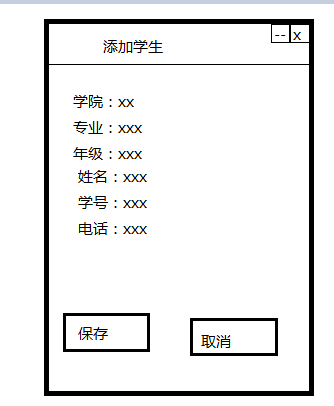 添加学生 -- x
学院：xx
专业：xxx
年级：xxx
姓名：xxx
学号：xxx
电话：xxx
保存 取消